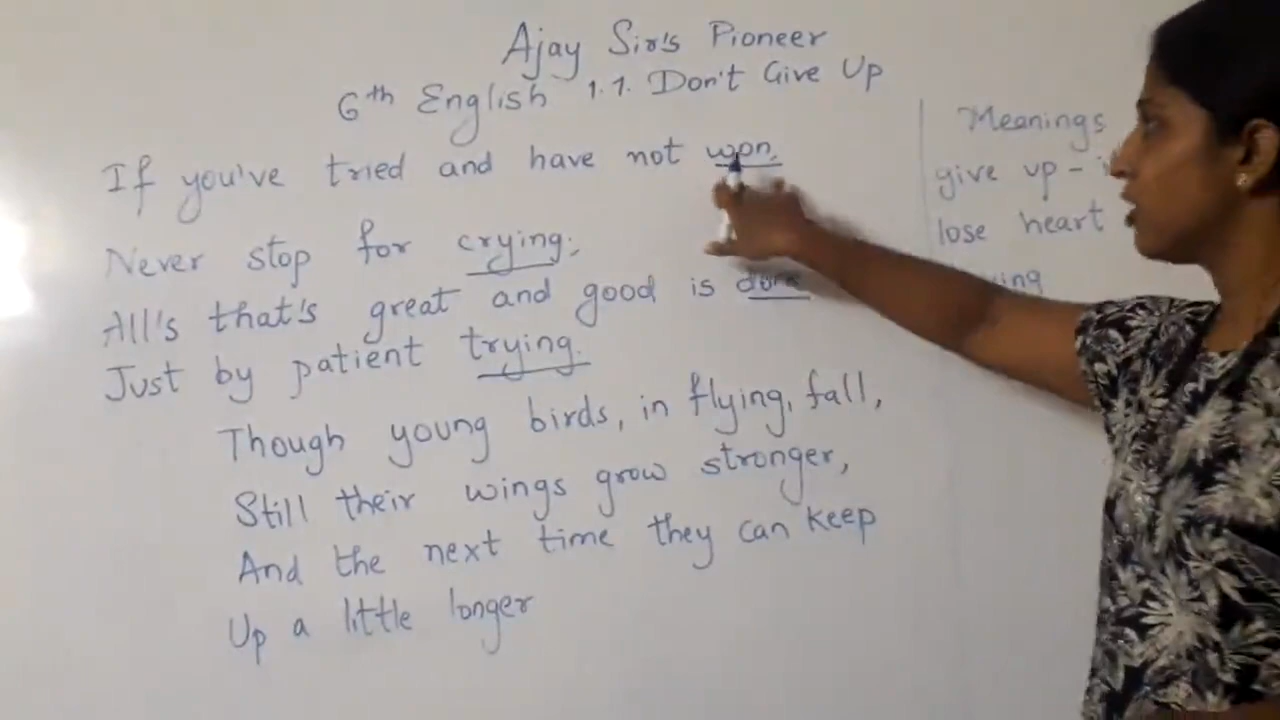 Ajay Sir's Pioneer
6th English 1.1. Don't Give Up
If you've tried and have not won,
Never stop for crying;
All's that's great and good is done
Just by patient trying.
Though young birds, in flying, fall,
Still their wings grow stronger,
And the next time they can keep
Up a little longer
Meanings
give up -
lose heart